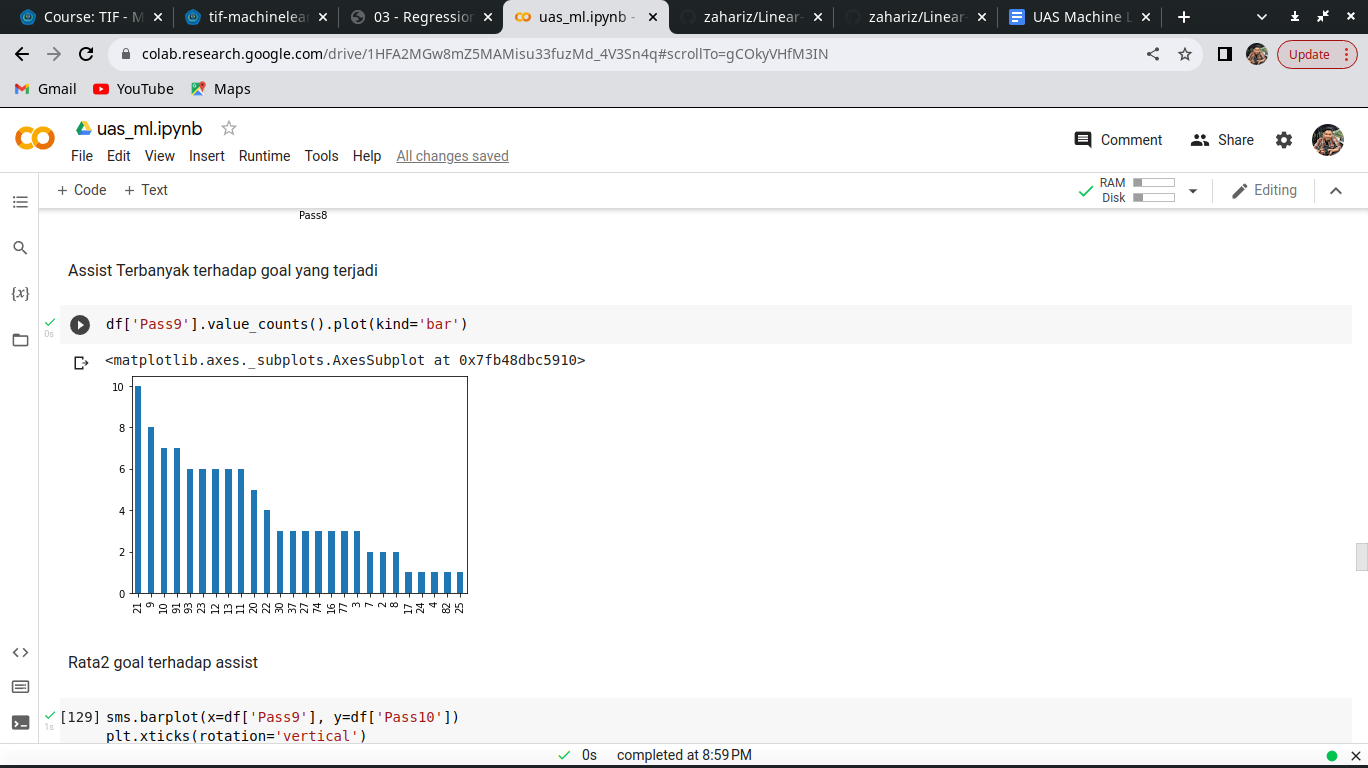 Course: TIF - M
tif-machinelear
03 - Regression
uas_ml.ipynb -
zahariz/Linear-
zahariz/Linear-
UAS Machine L
colab.research.google.com/drive/1HFA2MGw8mZ5MAMisu33fuzMd_4V3Sn4q#scrollTo=gCOkyVHfM3IN
Update
Gmail YouTube Maps
uas_ml.ipynb
Comment Share
File Edit View Insert Runtime Tools Help All changes saved
+ Code + Text
RAM
Disk
Editing
Pass8
{x}
Assist Terbanyak terhadap goal yang terjadi
0s
df['Pass9'].value_counts().plot(kind='bar')
<matplotlib.axes._subplots.AxesSubplot at 0x7fb48dbc5910>
10
8
6
4
2
0
21 9 10 91 93 23 12 13 11 20 22 30 37 27 74 16 77 3 7 2 8 17 24 4 82 25
Rata2 goal terhadap assist
[129] sms.barplot(x=df['Pass9'], y=df['Pass10'])
1s
plt.xticks(rotation='vertical')
0s completed at 8:59 PM